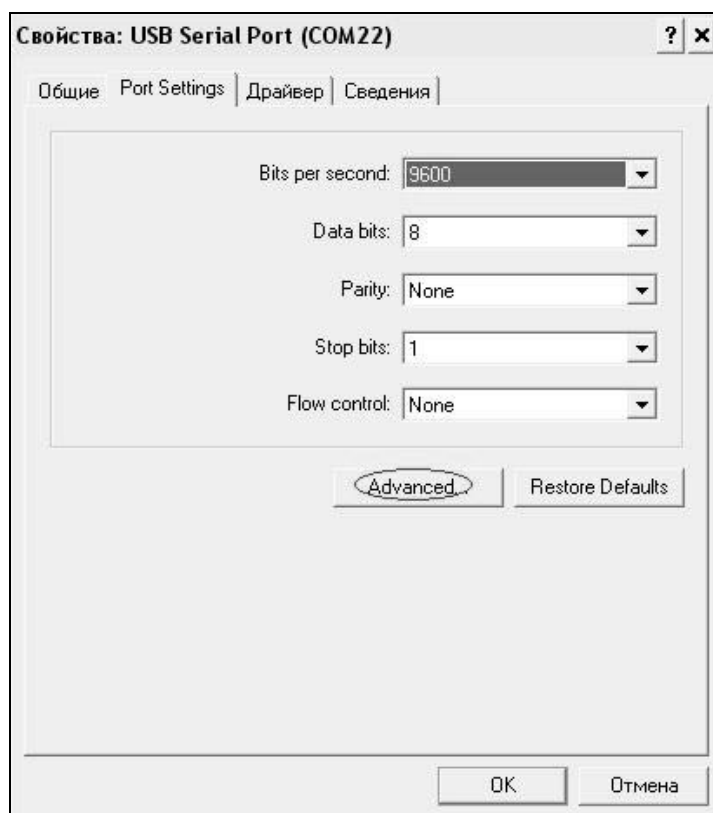 Свойства: USB Serial Port (COM22)
? ×
Общие Port Settings Драйвер Сведения
Bits per second: 9600
Data bits: 8
Parity: None
Stop bits: 1
Flow control: None
Advanced... Restore Defaults
OK Отмена